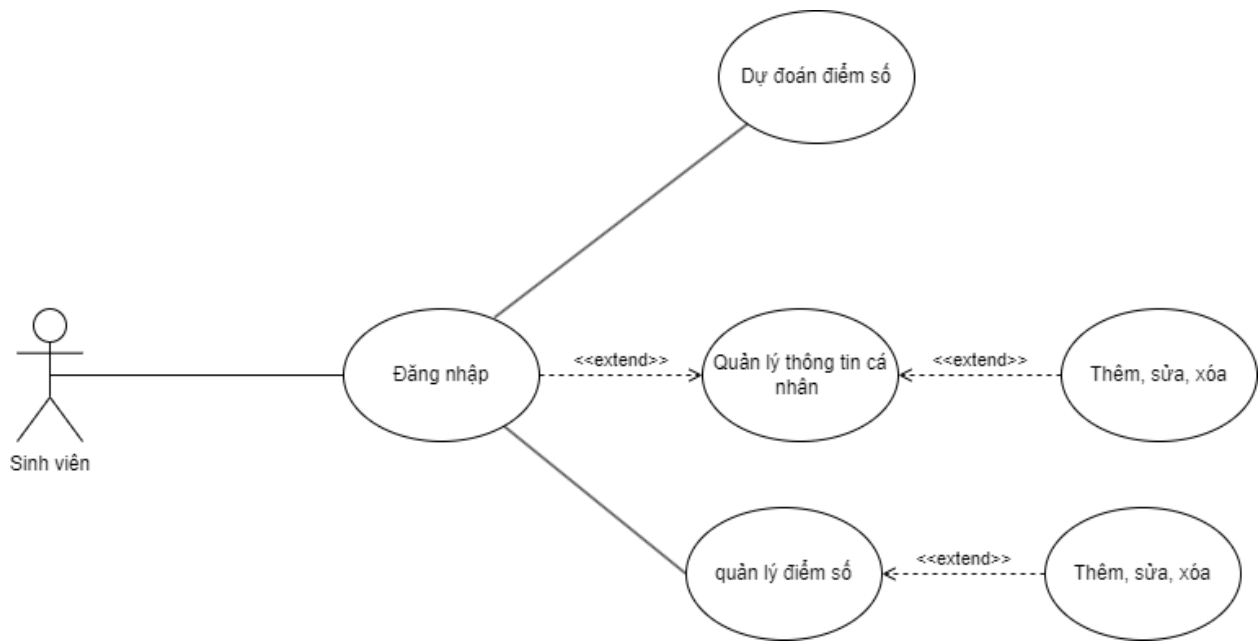 Dự đoán điểm số
Sinh viên
Đăng nhập
<<extend>>
Quản lý thông tin cá
nhân
<<extend>>
Thêm, sửa, xóa
quản lý điểm số
<<extend>>
Thêm, sửa, xóa